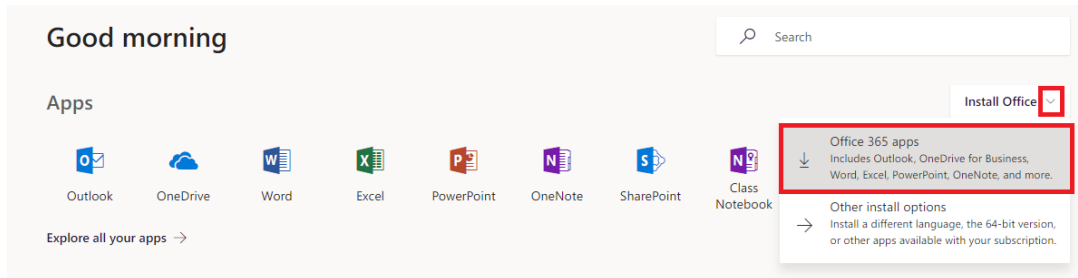 Good morning
Search
Apps
Install Office
Office 365 apps
Includes Outlook, OneDrive for Business,
Word, Excel, PowerPoint, OneNote, and more.
Outlook
OneDrive
Word
Excel
PowerPoint
OneNote
SharePoint
Class
Notebook
Other install options
Install a different language, the 64-bit version,
or other apps available with your subscription.
Explore all your apps →